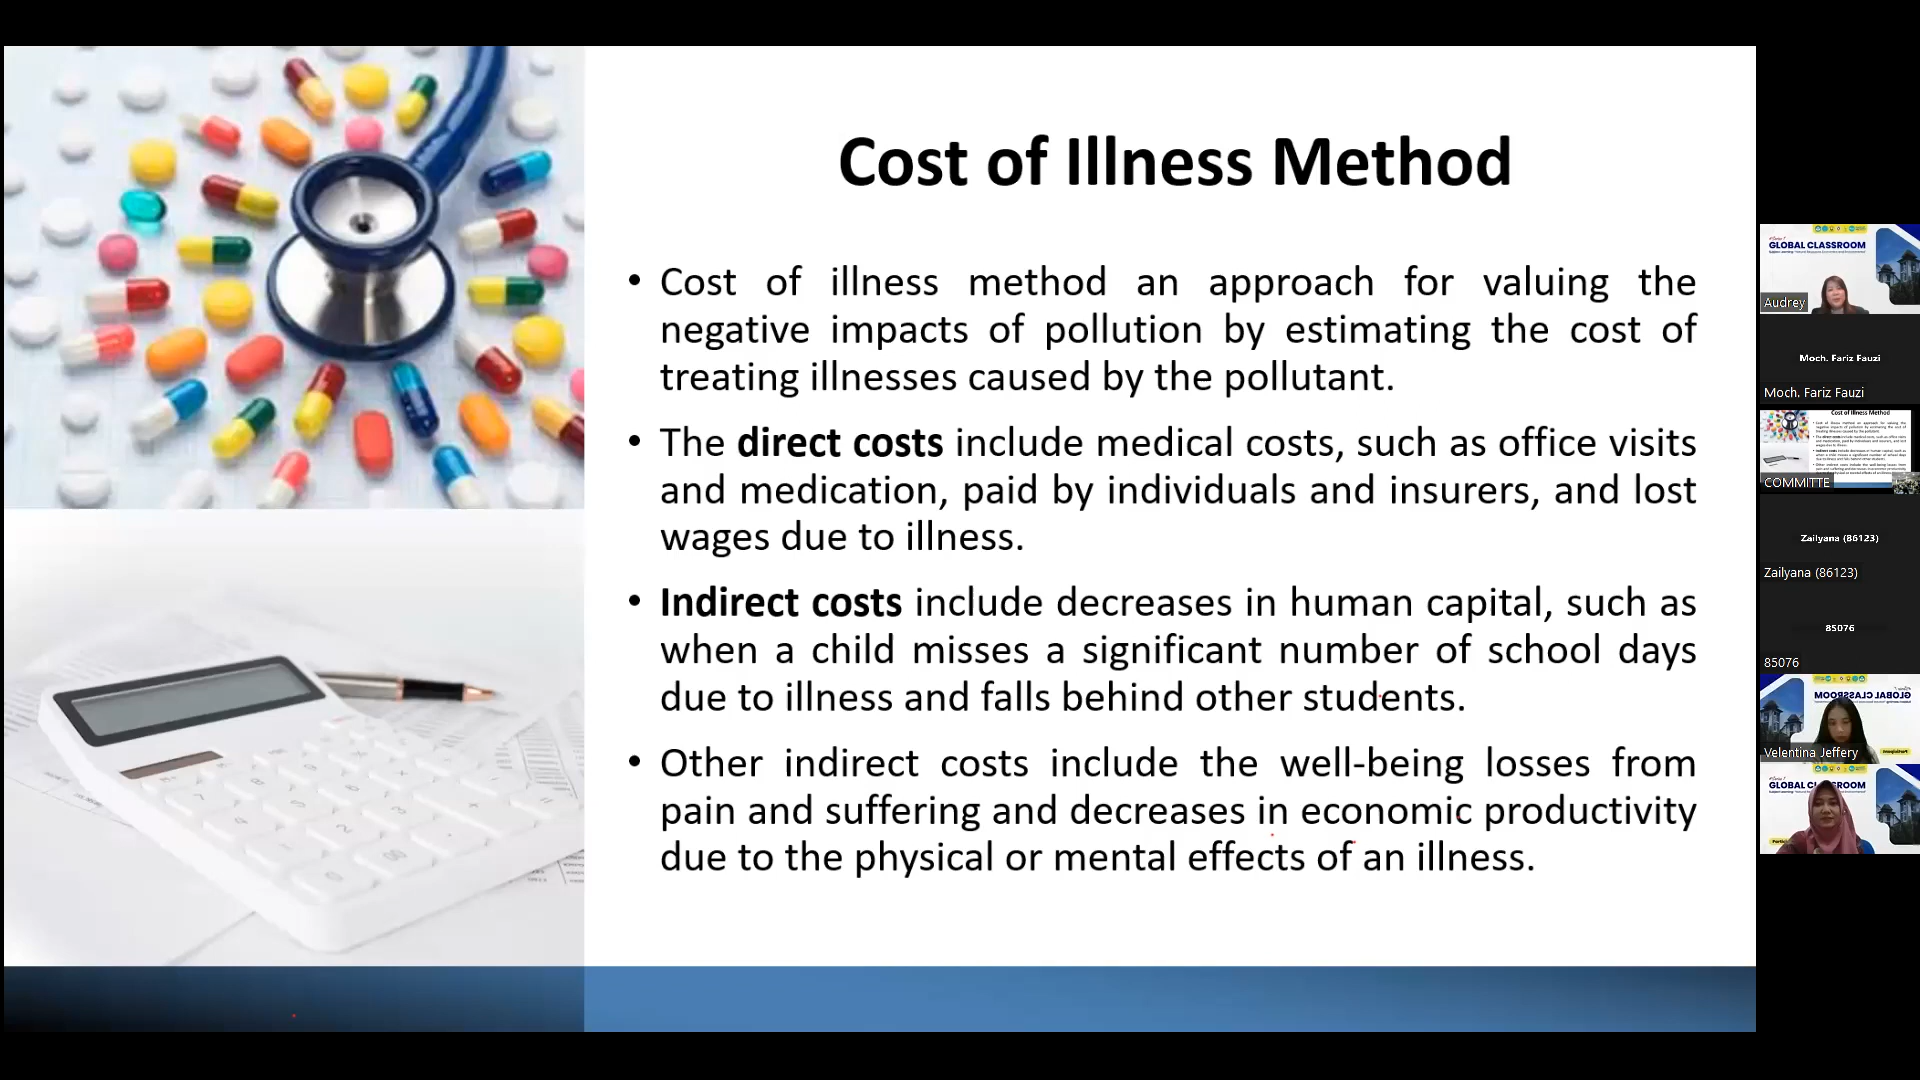 Cost of Illness Method
• Cost of illness method an approach for valuing the
negative impacts of pollution by estimating the cost of
treating illnesses caused by the pollutant.
• The direct costs include medical costs, such as office visits
and medication, paid by individuals and insurers, and lost
wages due to illness.
• Indirect costs include decreases in human capital, such as
when a child misses a significant number of school days
due to illness and falls behind other students.
• Other indirect costs include the well-being losses from
pain and suffering and decreases in economic productivity
due to the physical or mental effects of an illness.
GLOBAL CLASSROOM
Audrey
Moch. Fariz Fauzi
Moch. Fariz Fauzi
Cost of Illness Method
COMMITTE
Zailyana (86123)
Zailyana (86123)
85076
85076
GLOBAL CLASSROOM
Velentina Jeffery
GLOBAL CLASSROOM